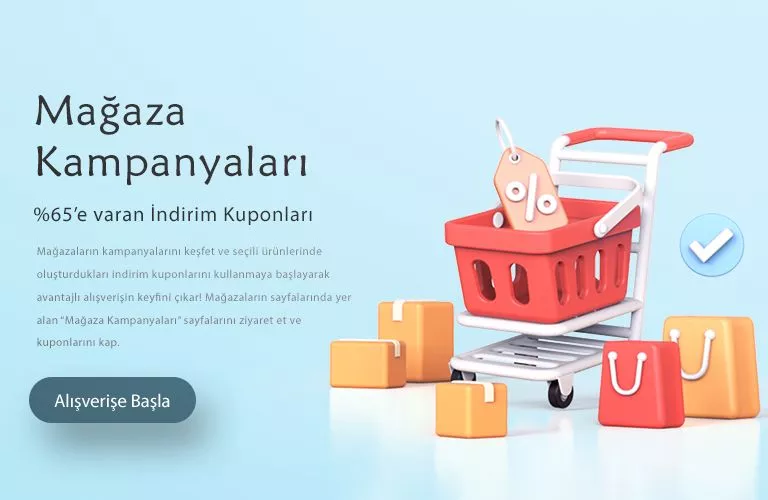 Mağaza
Kampanyaları
%65’e varan İndirim Kuponları
Mağazaların kampanyalarını keşfet ve seçili ürünlerinde
oluşturdukları indirim kuponlarını kullanmaya başlayarak
avantajlı alışverişin keyfini çıkar! Mağazaların sayfalarında yer
alan “Mağaza Kampanyaları” sayfalarını ziyaret et ve
kuponlarını kap.
Alışverişe Başla
%